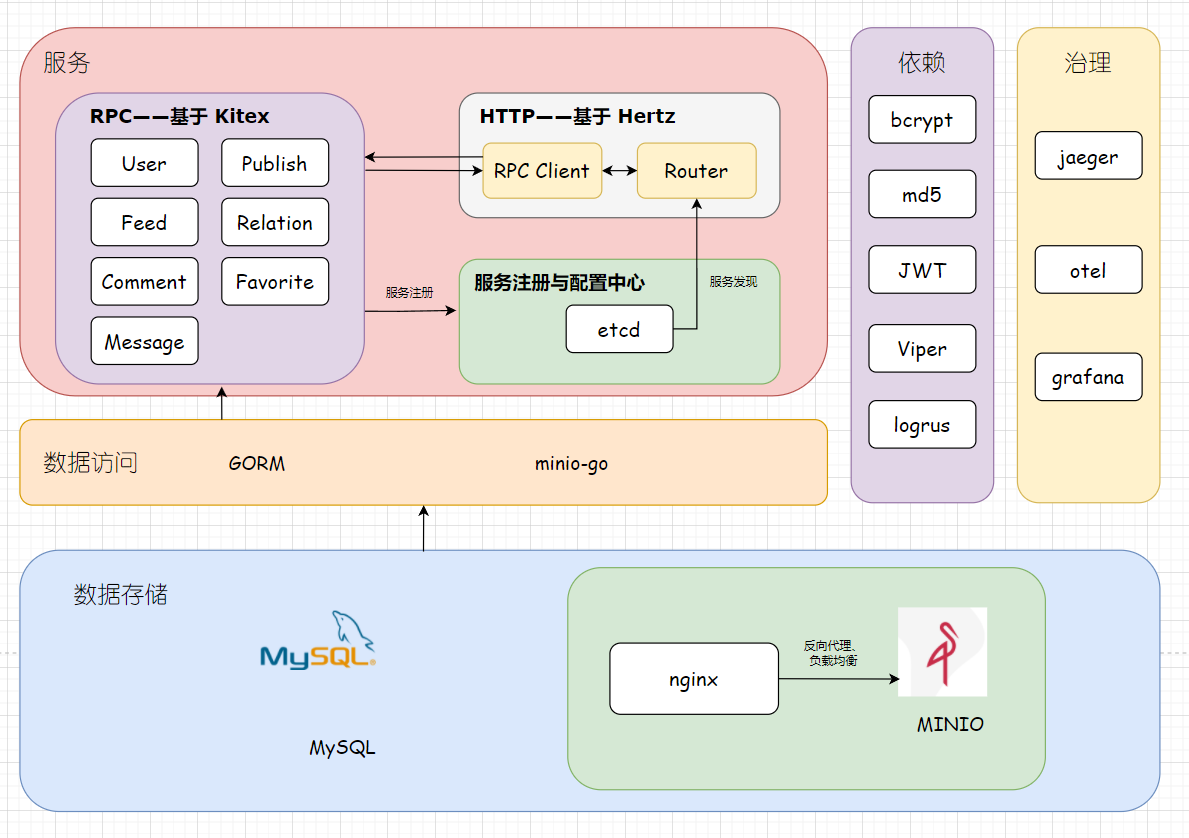 服务
RPC——基于 Kitex
User
Publish
Feed
Relation
Comment
Favorite
Message
HTTP——基于 Hertz
RPC Client
Router
服务注册
服务注册与配置中心
服务发现
etcd
依赖
bcrypt
md5
JWT
Viper
logrus
治理
jaeger
otel
grafana
数据访问
GORM
minio-go
数据存储
MySQL®
MySQL
nginx
反向代理、
负载均衡
MINIO